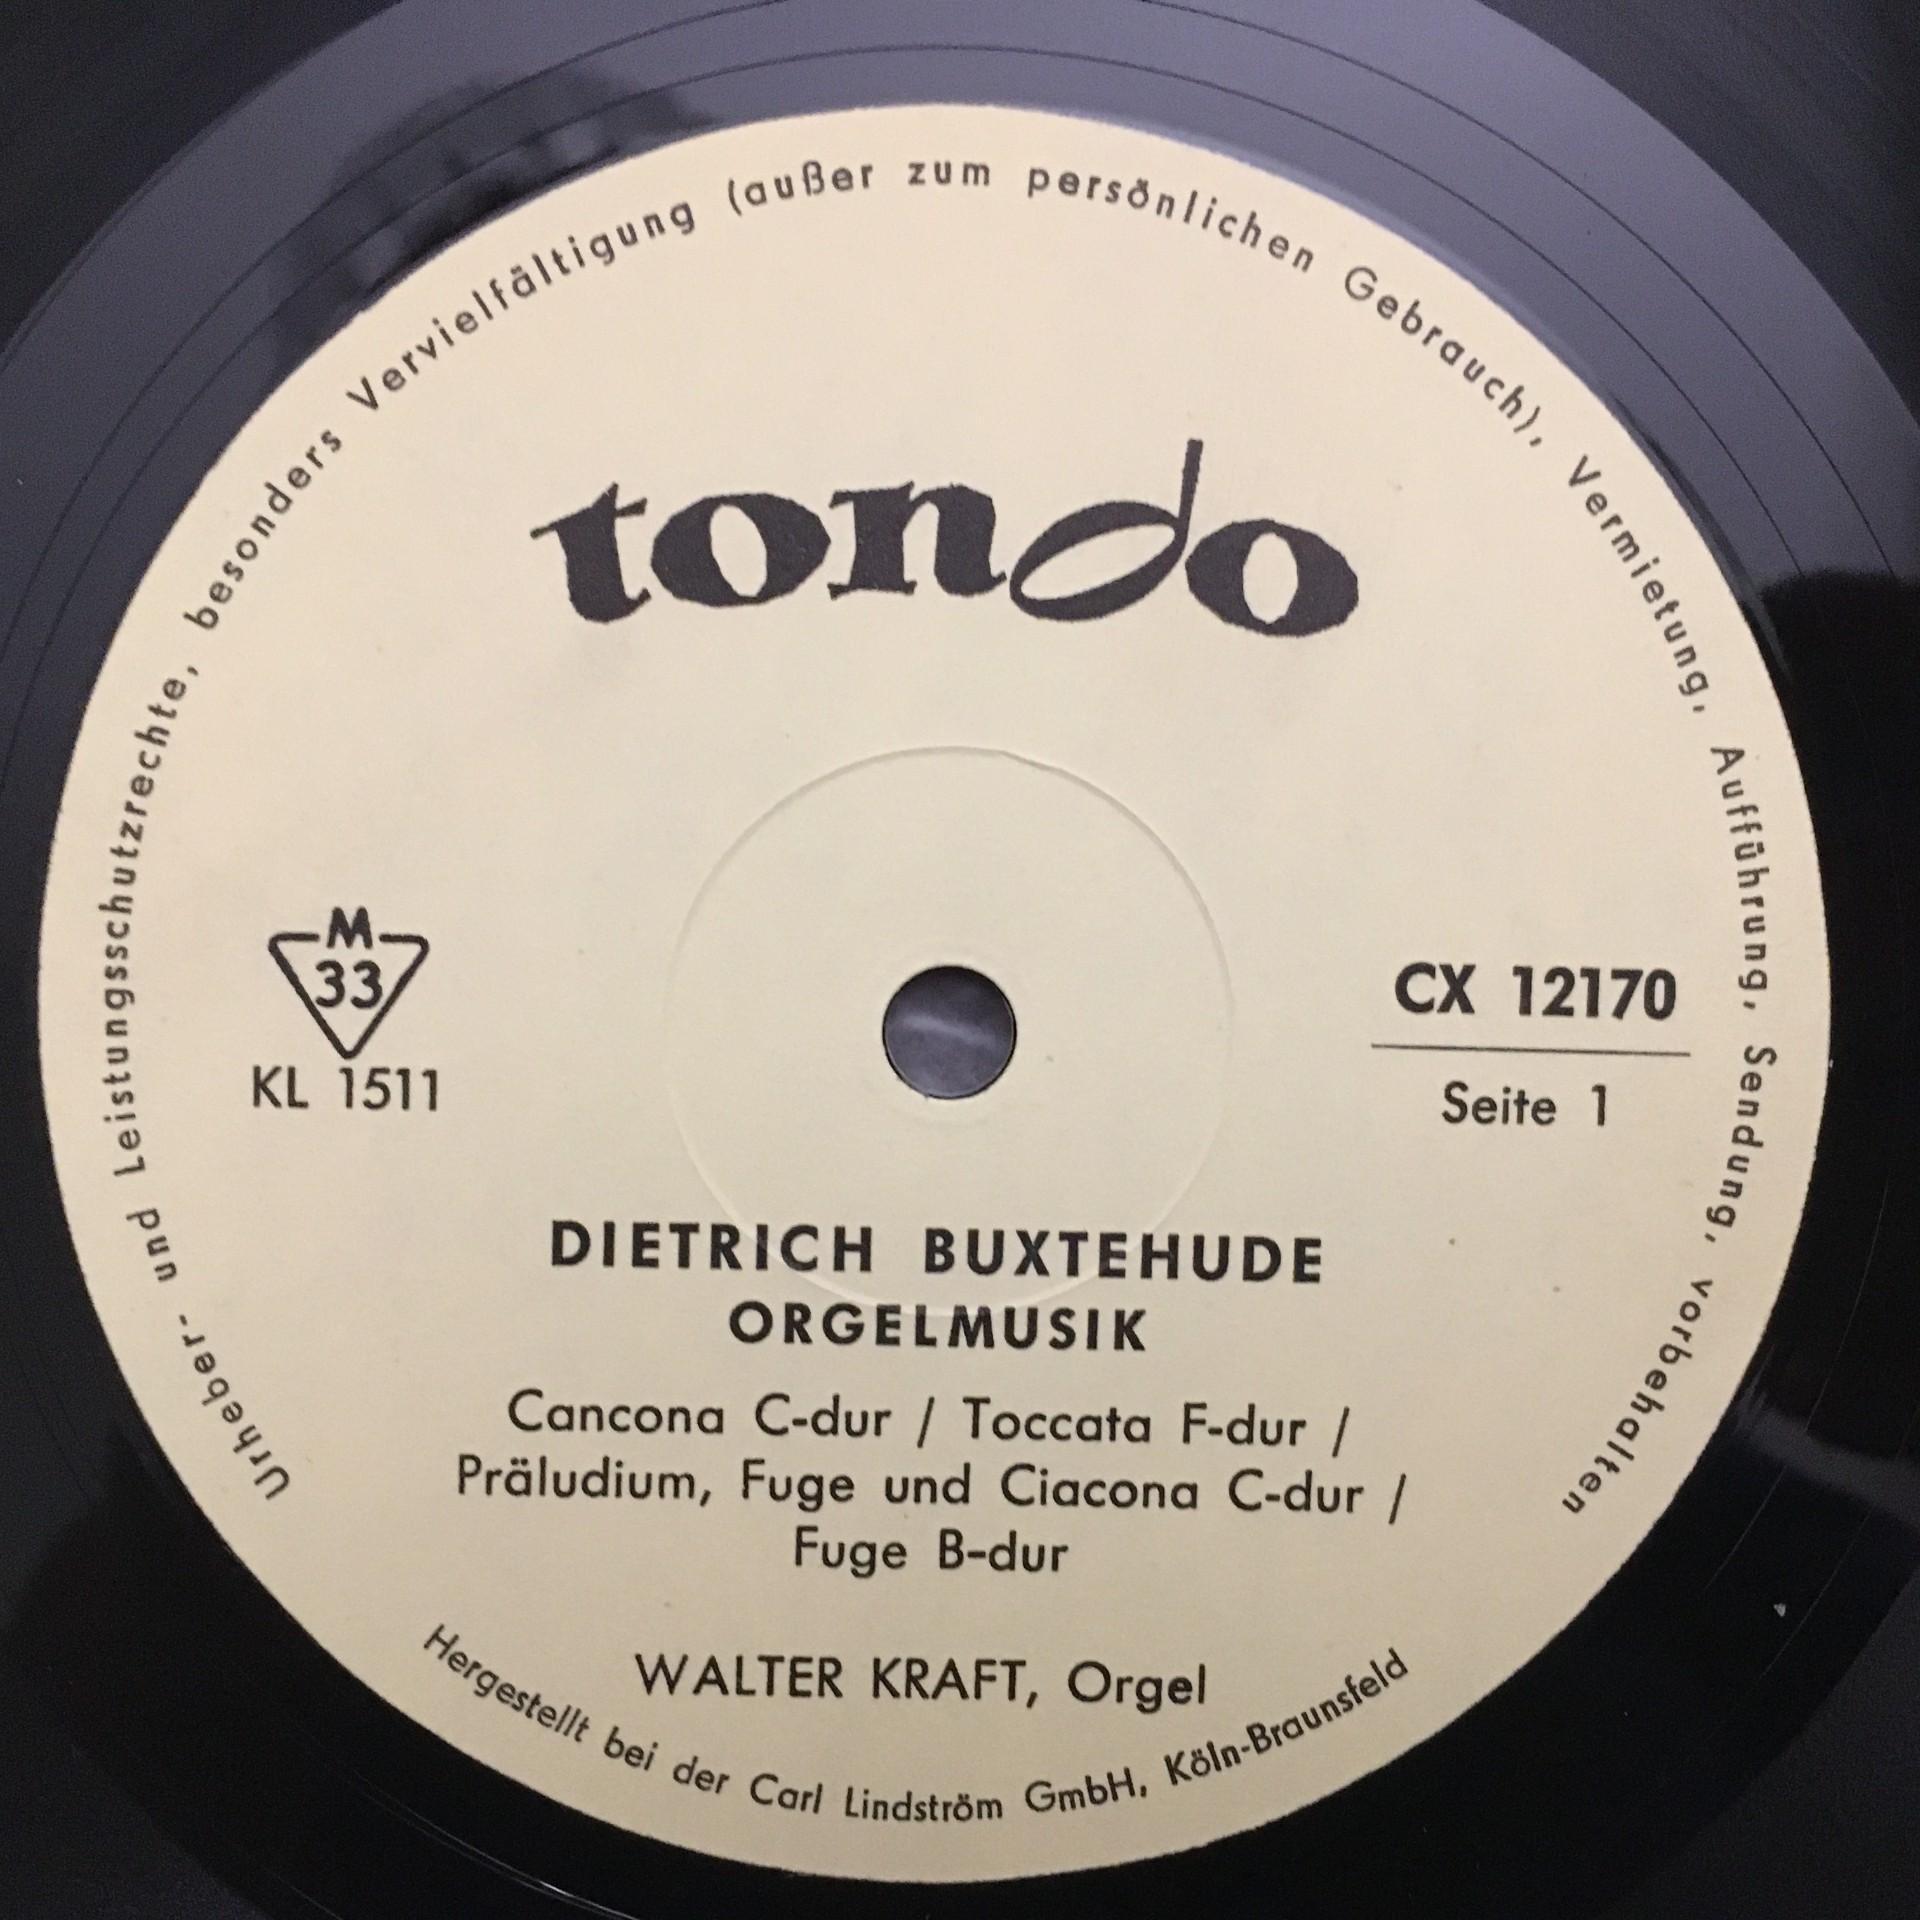 Urheber- und Leistungsschutzrechte, besonders Vervielfältigung (außer zum persönlichen Gebrauch), Vermietung, Aufführung, Sendung, vorbehalten
tondo
M
33
KL 1511
CX 12170
Seite 1
DIETRICH BUXTEHUDE
ORGELMUSIK
Cancona C-dur / Toccata F-dur /
Präludium, Fuge und Ciacona C-dur /
Fuge B-dur
WALTER KRAFT, Orgel
Hergestellt bei der Carl Lindström GmbH, Köln-Braunsfeld